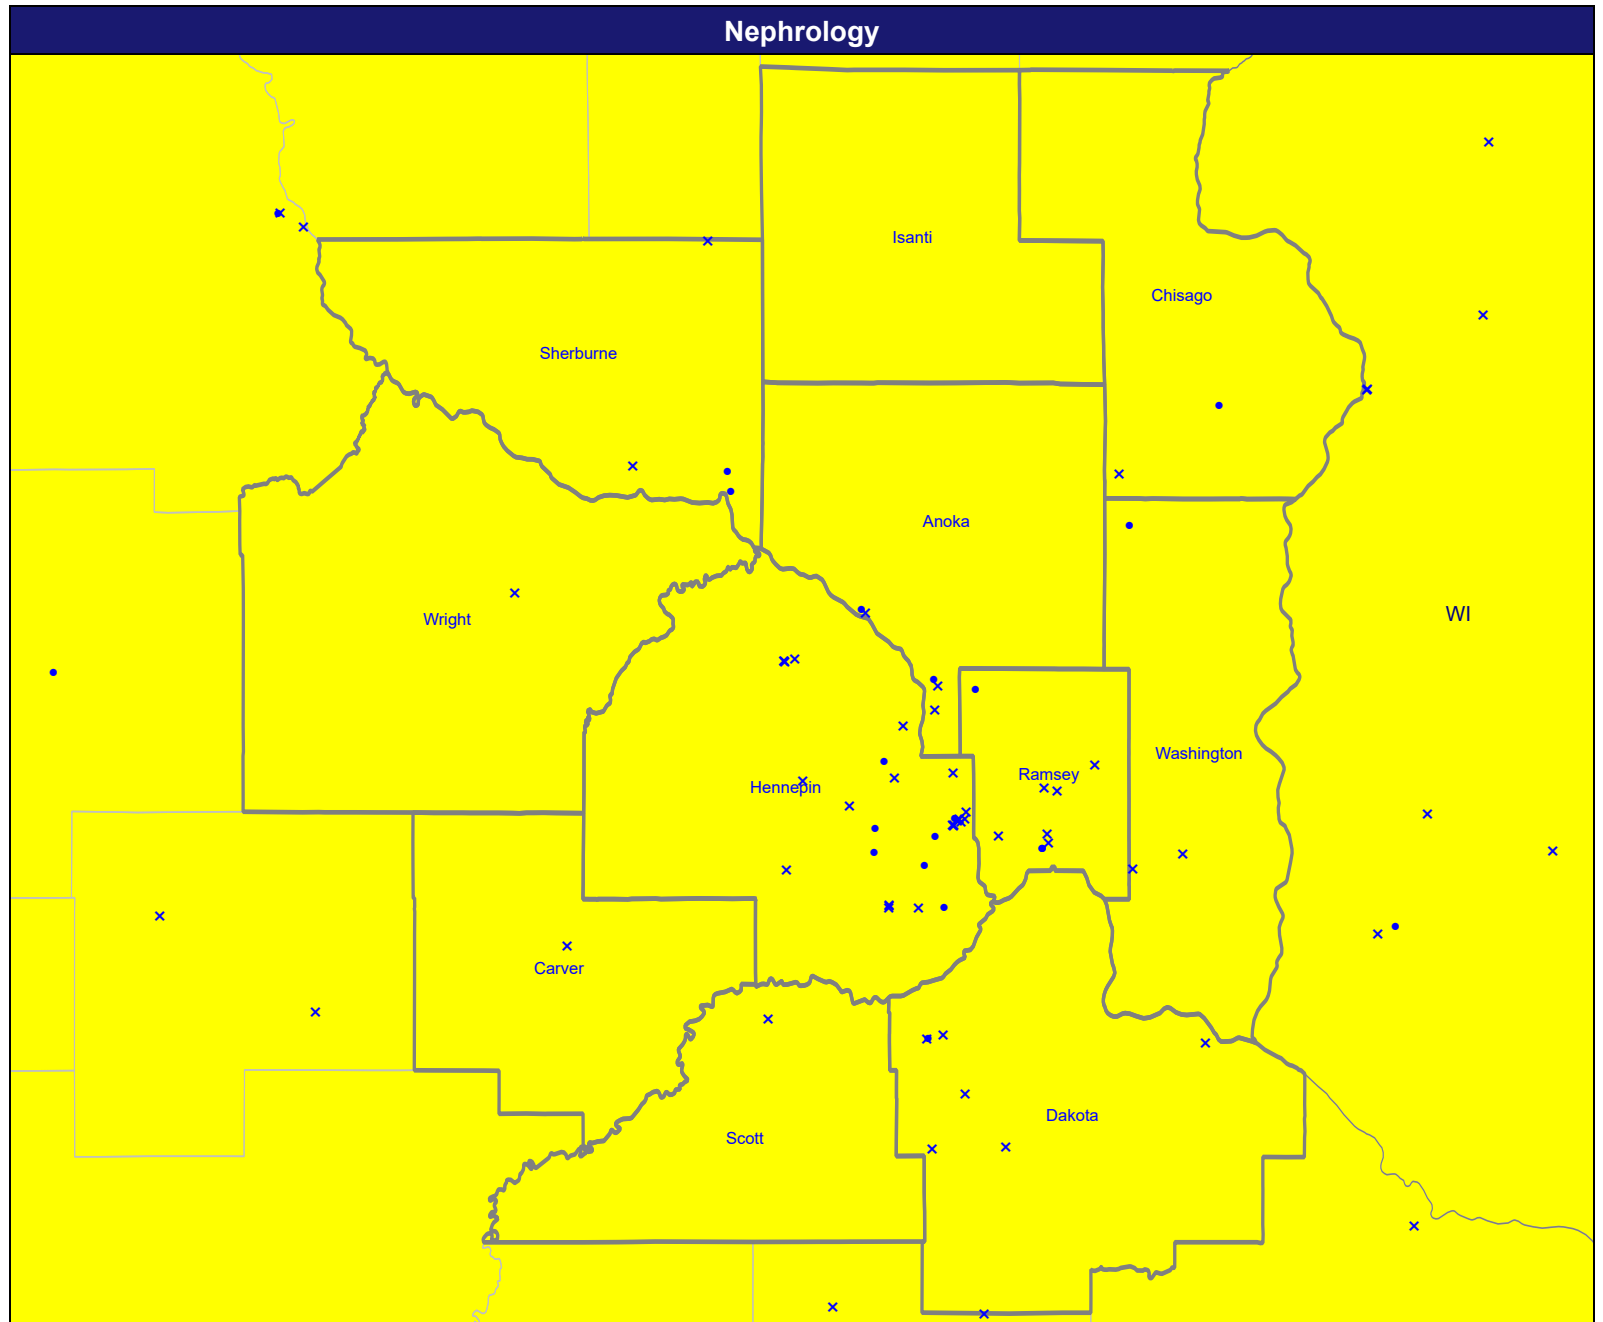 Nephrology
Isanti
Chisago
Sherburne
Anoka
Wright
WI
Washington
Ramsey
Hennepin
Carver
Dakota
Scott